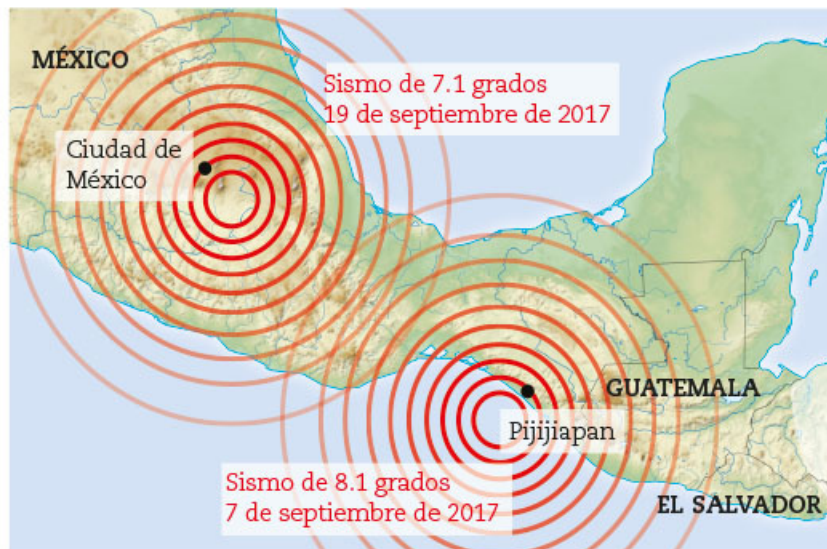 MÉXICO
Sismo de 7.1 grados
19 de septiembre de 2017
Ciudad de
México
GUATEMALA
Pijijiapan
Sismo de 8.1 grados
7 de septiembre de 2017
EL SALVADOR